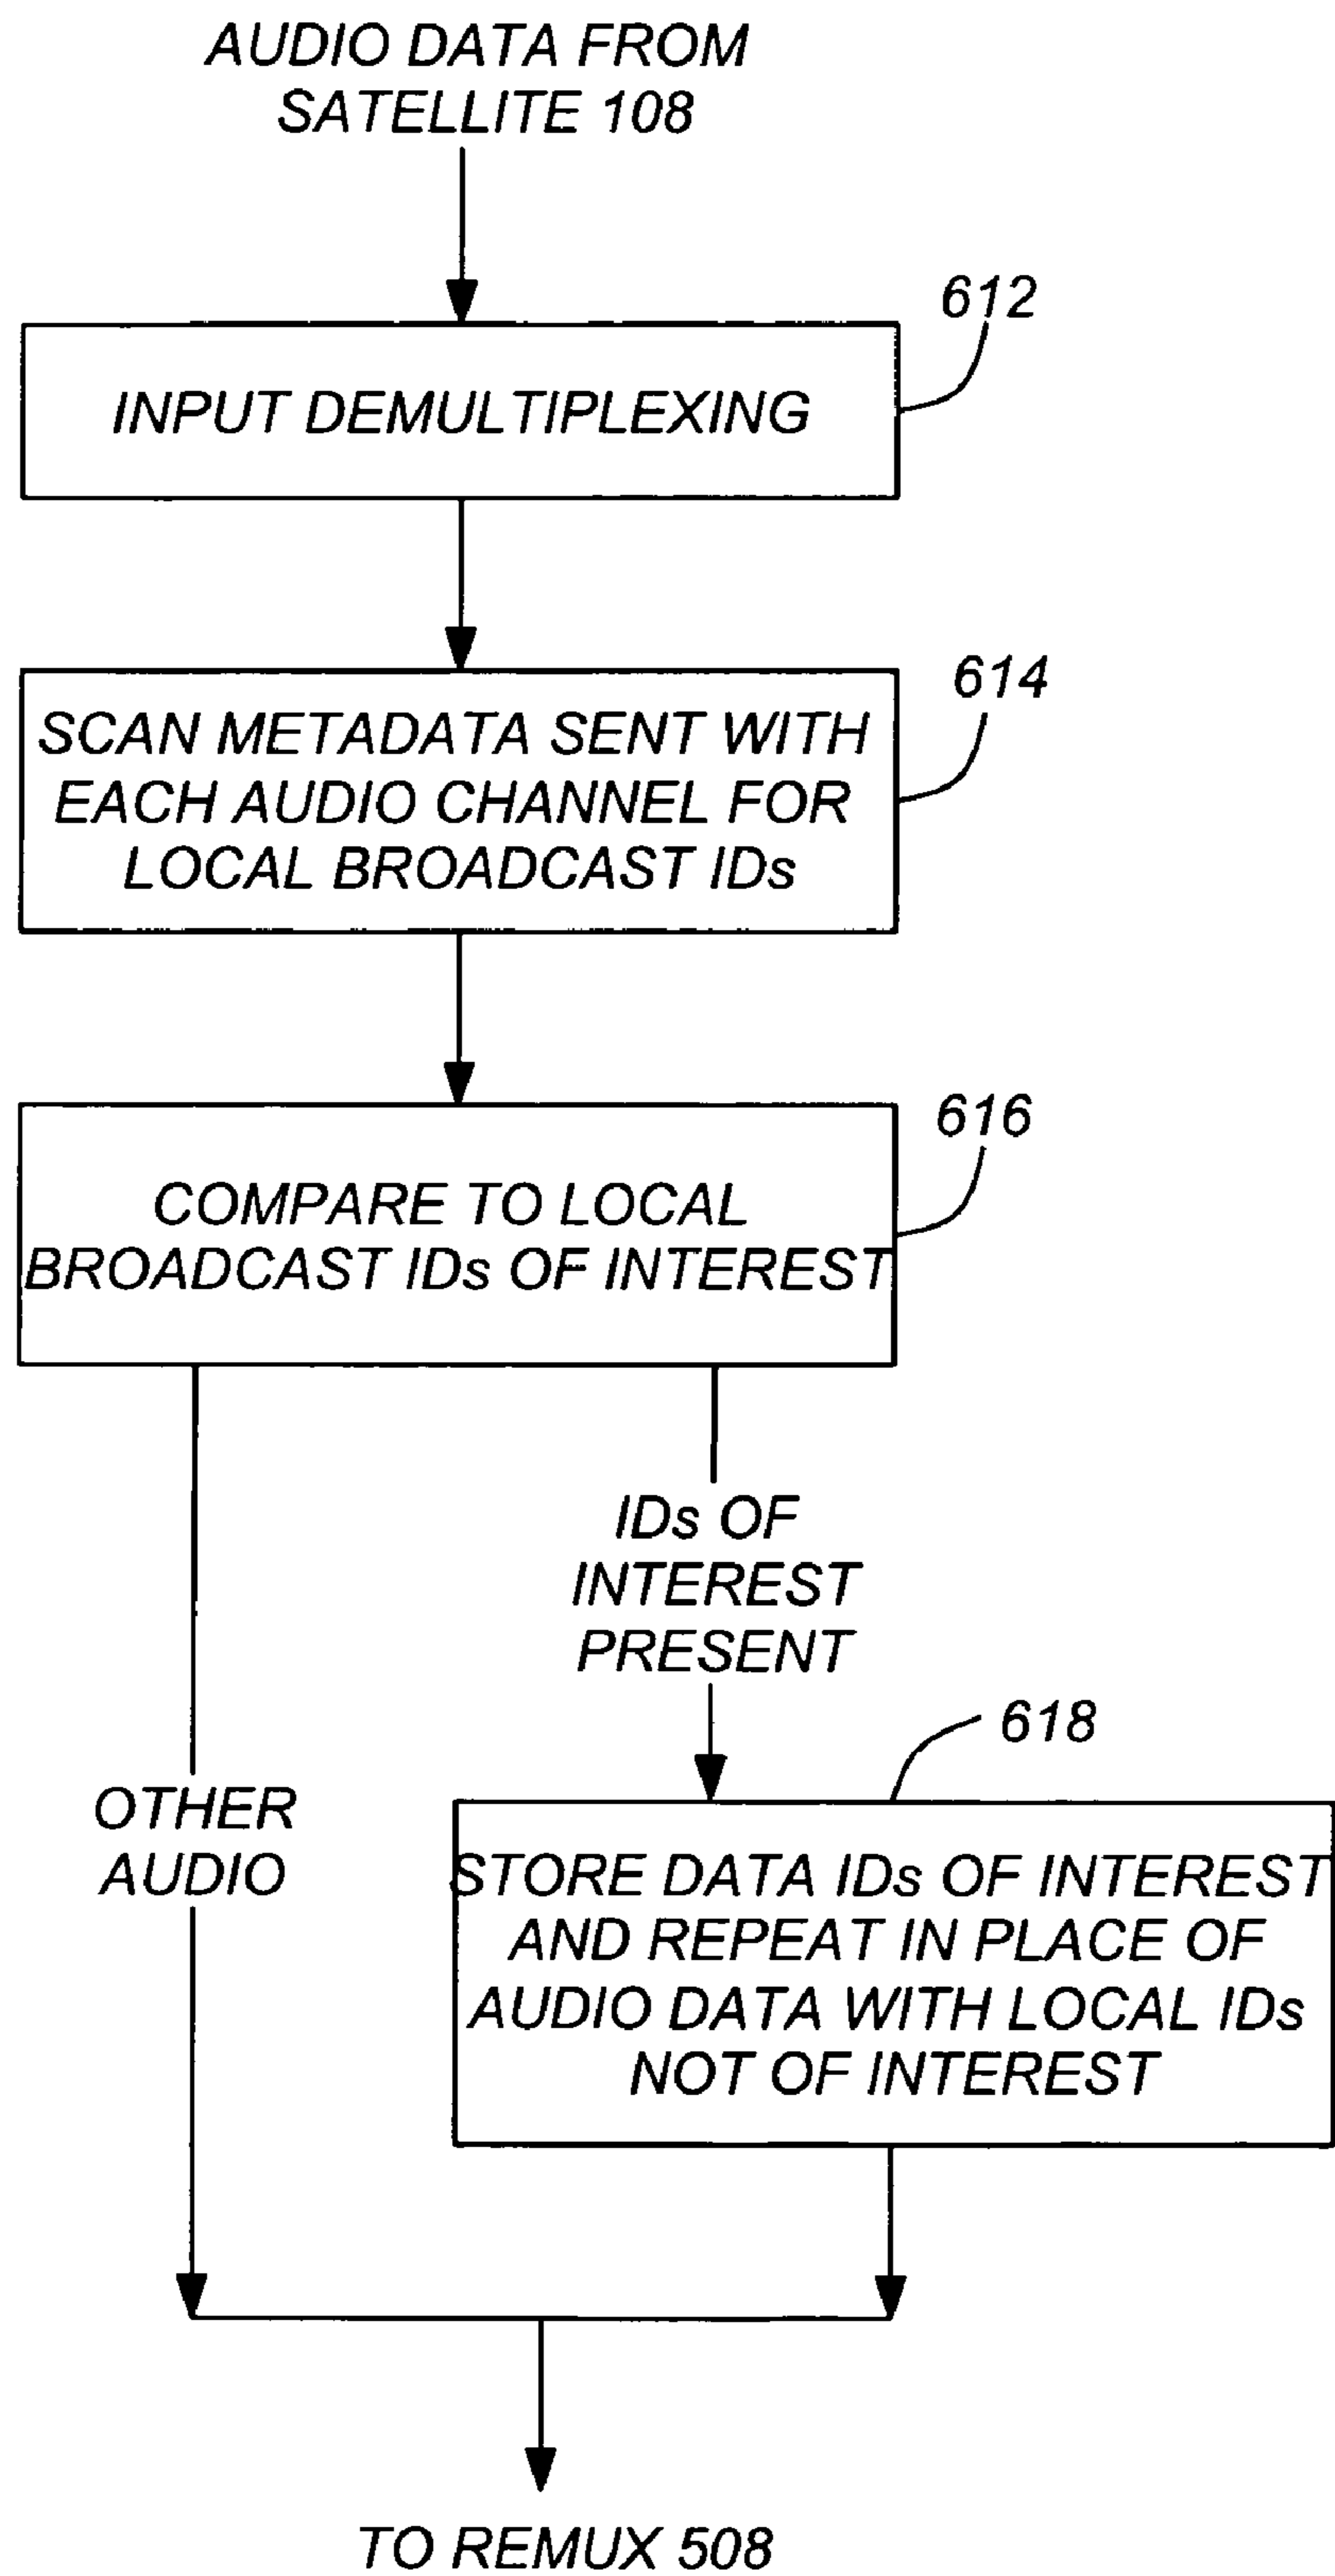 AUDIO DATA FROM
SATELLITE 108
612
INPUT DEMULTIPLEXING
614
SCAN METADATA SENT WITH
EACH AUDIO CHANNEL FOR
LOCAL BROADCAST IDs
616
COMPARE TO LOCAL
BROADCAST IDs OF INTEREST
IDs OF
INTEREST
PRESENT
618
OTHER
AUDIO
STORE DATA IDs OF INTEREST
AND REPEAT IN PLACE OF
AUDIO DATA WITH LOCAL IDs
NOT OF INTEREST
TO REMUX 508